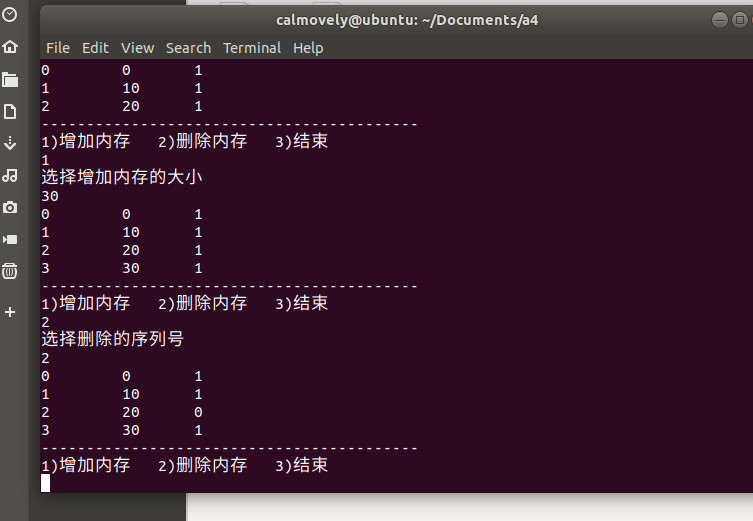 calmovely@ubuntu: ~/Documents/a4
File Edit View Search Terminal Help
0 0 1
1 10 1
2 20 1
------------------------------------------
1)增加内存 2)删除内存 3)结束
1
选择增加内存的大小
30
0 0 1
1 10 1
2 20 1
3 30 1
------------------------------------------
1)增加内存 2)删除内存 3)结束
2
选择删除的序列号
2
0 0 1
1 10 1
2 20 0
3 30 1
------------------------------------------
1)增加内存 2)删除内存 3)结束